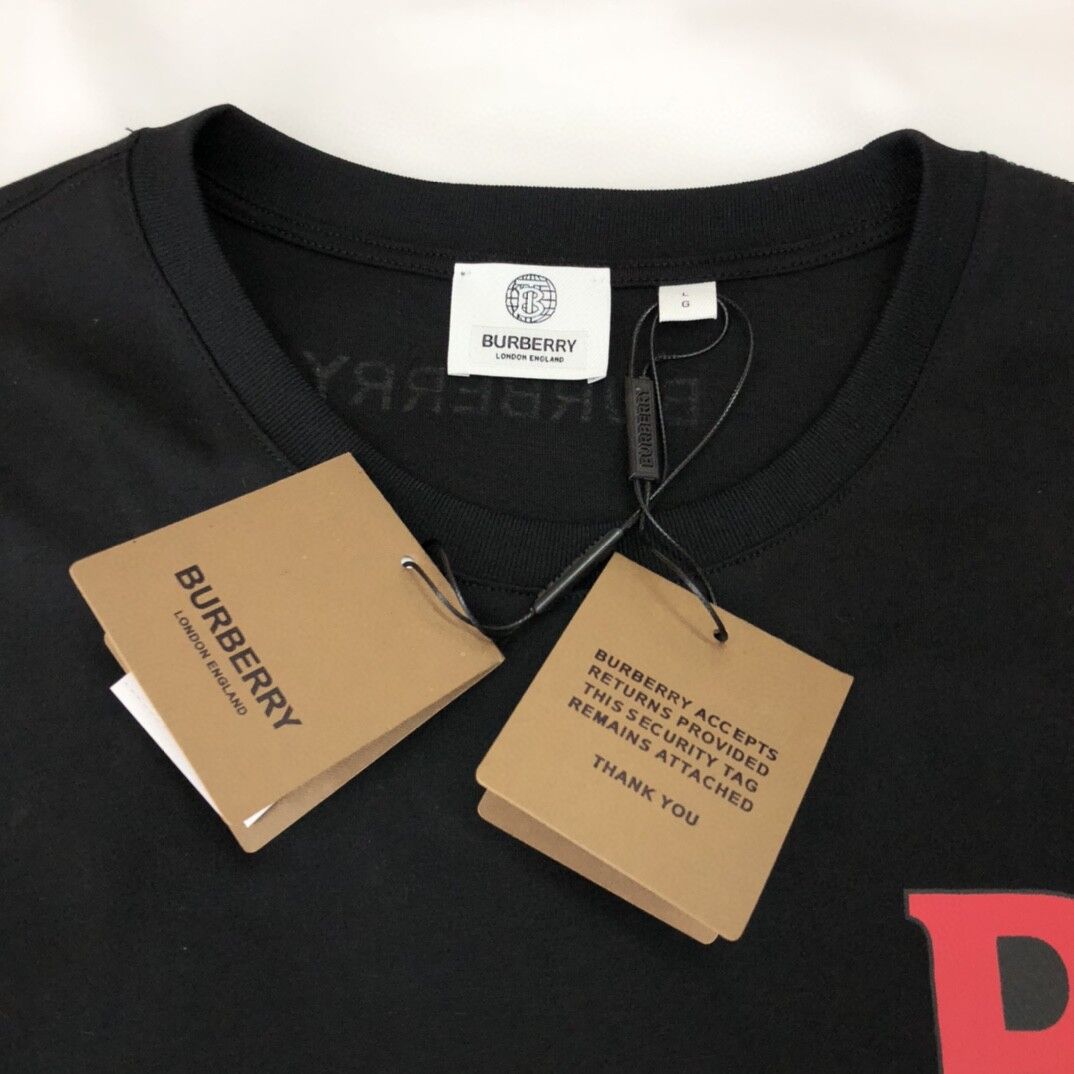 B
BURBERRY
LONDON ENGLAND
L
G
BURBERRY
BURBERRY
BURBERRY
LONDON ENGLAND
BURBERRY ACCEPTS
RETURNS PROVIDED
THIS SECURITY TAG
REMAINS ATTACHED
THANK YOU